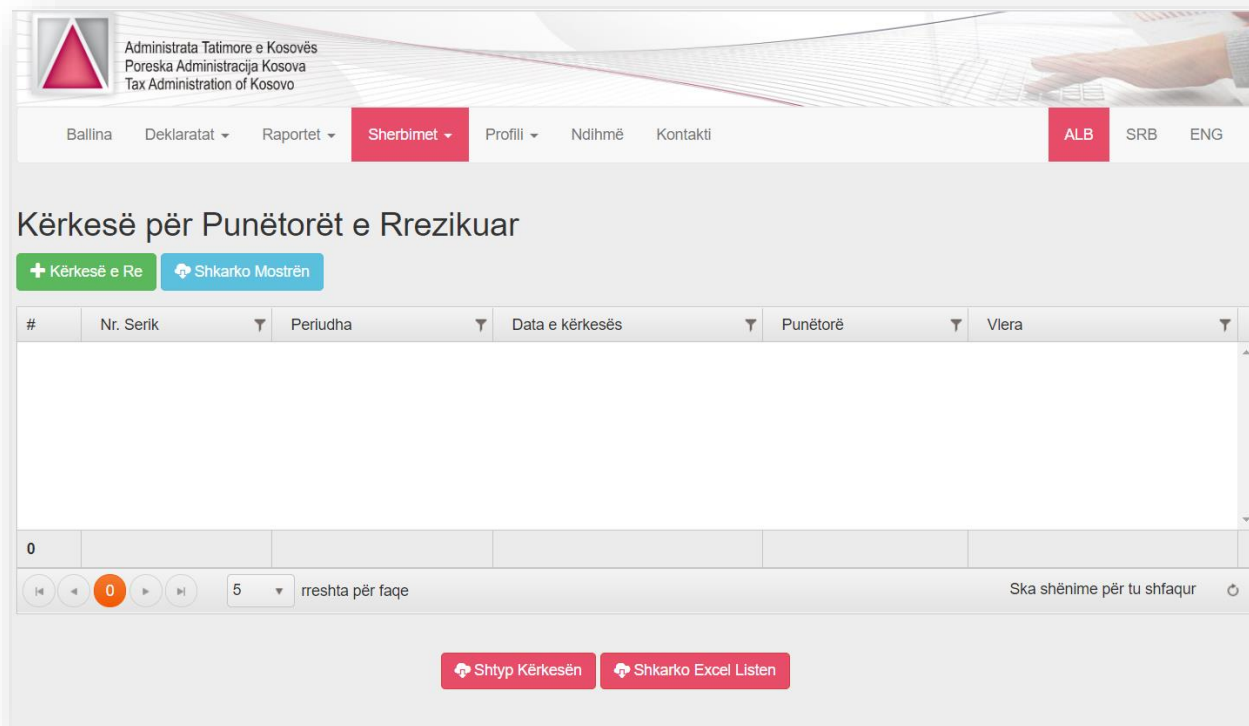 Administrata Tatimore e Kosovës
Poreska Administracija Kosova
Tax Administration of Kosovo
Ballina Deklaratat Raportet Sherbimet Profili Ndihmë Kontakti ALB SRB ENG
Kërkesë për Punëtorët e Rrezikuar
Kërkesë e Re Shkarko Mostrën
# Nr. Serik Periudha Data e kërkesës Punëtorë Vlera
0
0 5 rreshta për faqe Ska shënime për tu shfaqur
Shtyp Kërkesën Shkarko Excel Listen